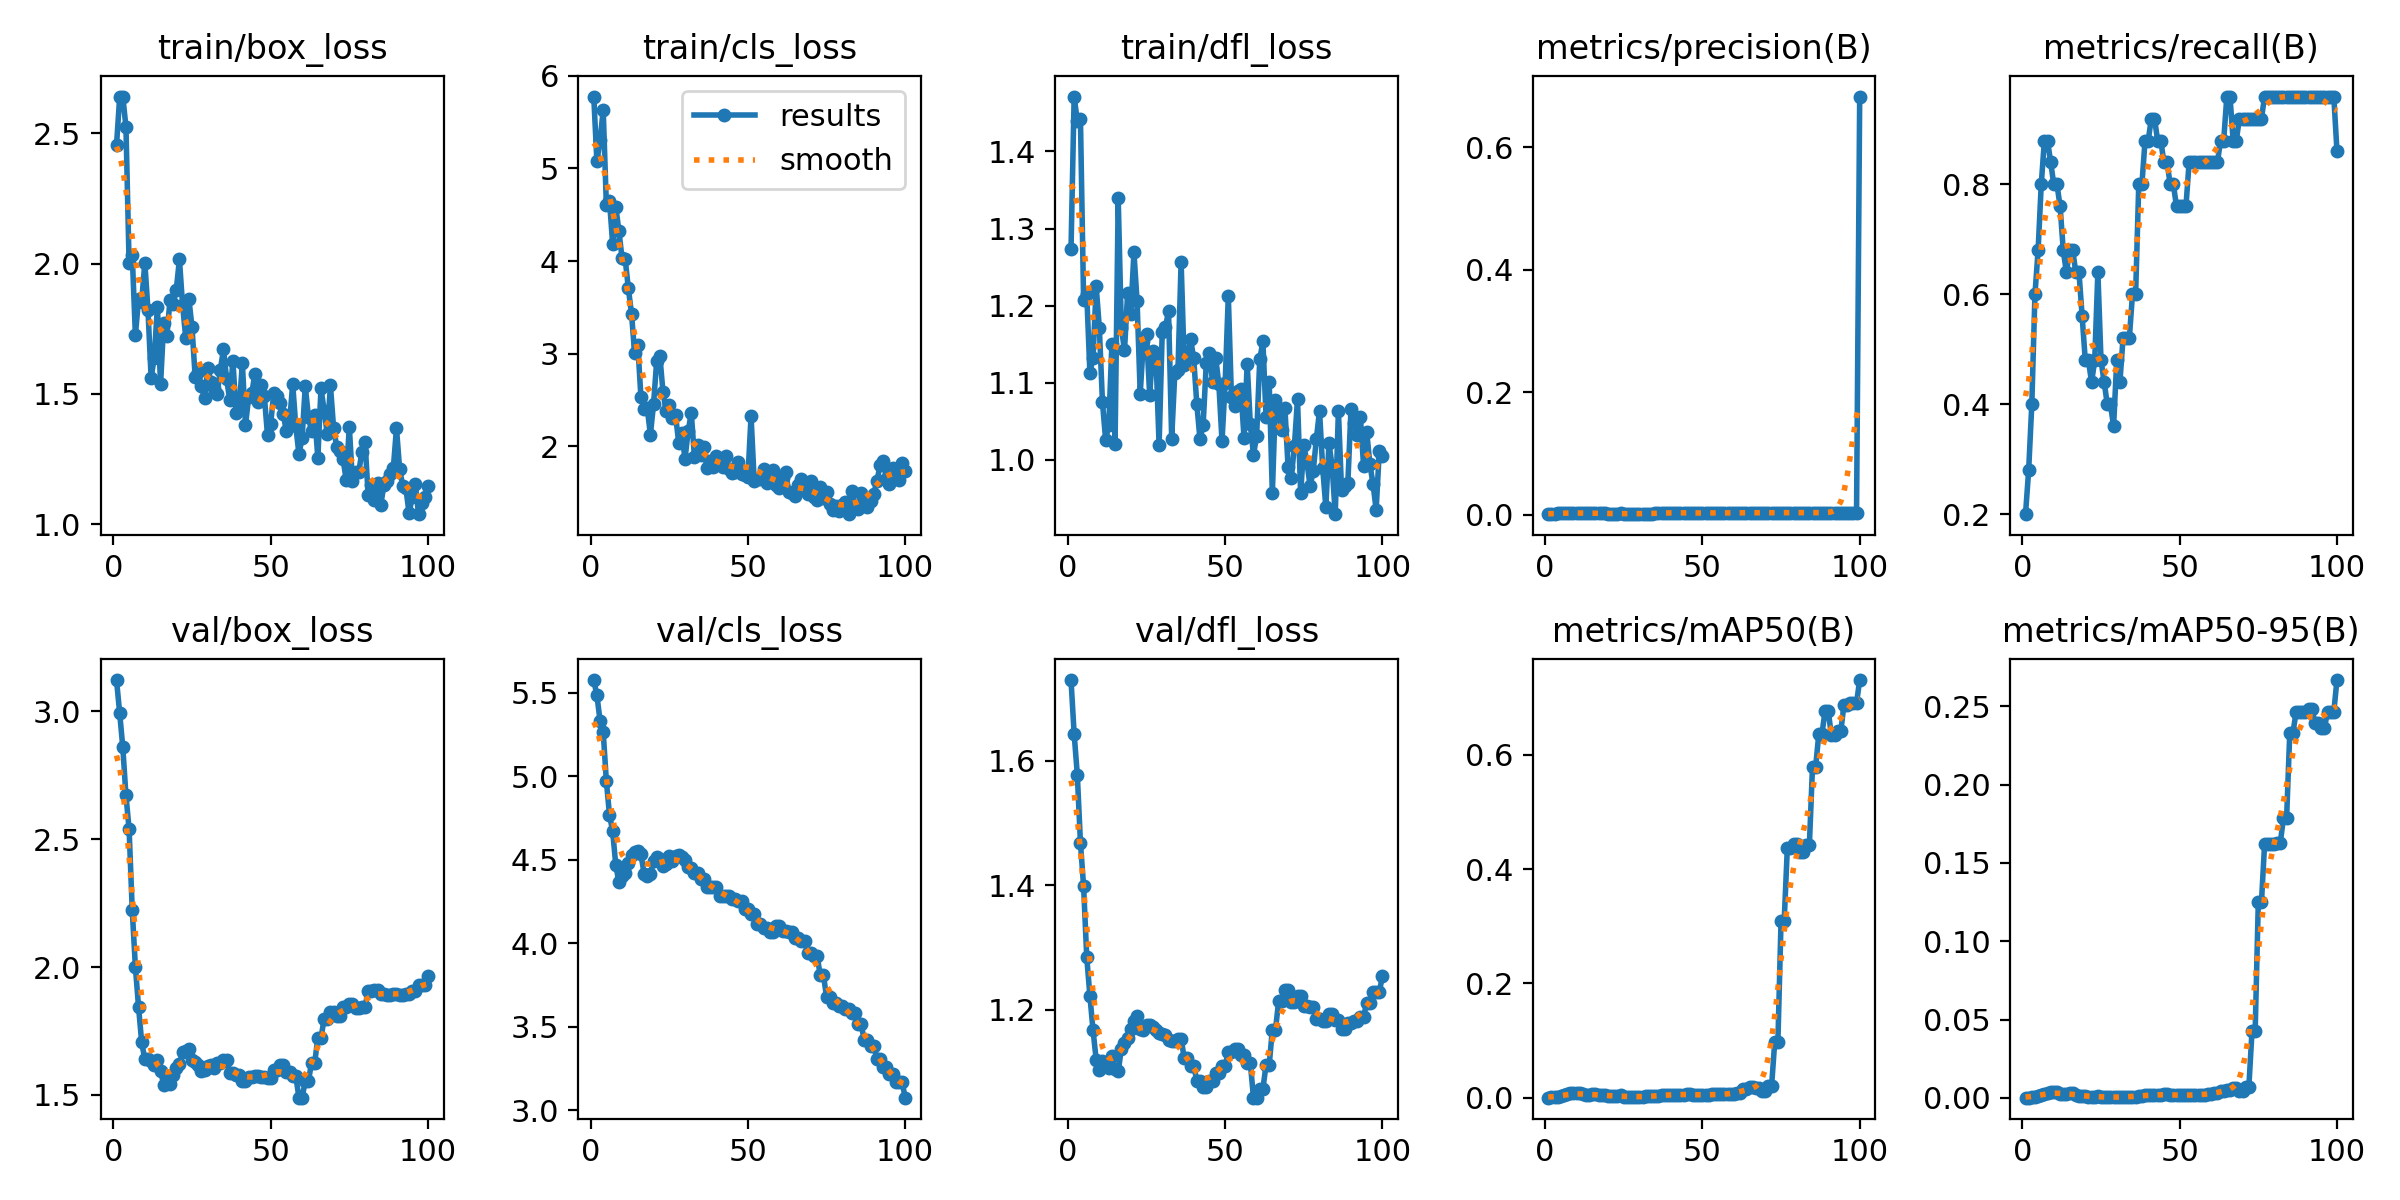 train/box_loss
train/cls_loss
train/dfl_loss
metrics/precision(B)
metrics/recall(B)
results
smooth
2.5
2.0
1.5
1.0
0 50 100
6
5
4
3
2
0 50 100
1.4
1.3
1.2
1.1
1.0
0 50 100
0.6
0.4
0.2
0.0
0 50 100
0.8
0.6
0.4
0.2
0 50 100
val/box_loss
val/cls_loss
val/dfl_loss
metrics/mAP50(B)
metrics/mAP50-95(B)
3.0
2.5
2.0
1.5
0 50 100
5.5
5.0
4.5
4.0
3.5
3.0
0 50 100
1.6
1.4
1.2
0 50 100
0.6
0.4
0.2
0.0
0 50 100
0.25
0.20
0.15
0.10
0.05
0.00
0 50 100